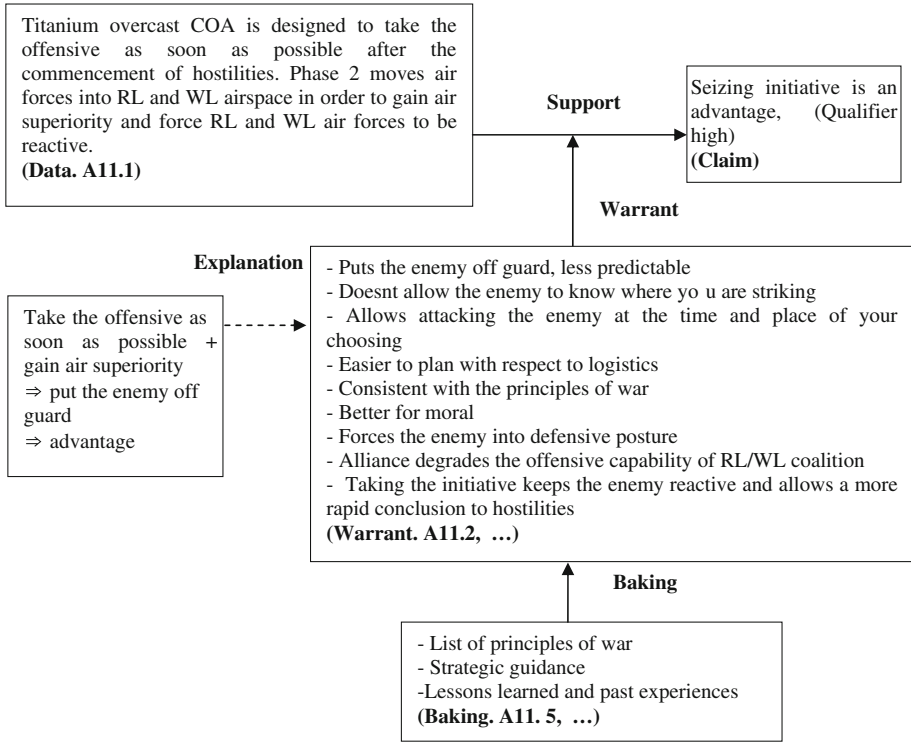 Titanium overcast COA is designed to take the
offensive as soon as possible after the
commencement of hostilities. Phase 2 moves air
forces into RL and WL airspace in order to gain air
superiority and force RL and WL air forces to be
reactive.
(Data. A11.1)
Support
Seizing initiative is an
advantage, (Qualifier
high)
(Claim)
Warrant
Explanation
Take the offensive as
soon as possible +
gain air superiority
⇒ put the enemy off
guard
⇒ advantage
- Puts the enemy off guard, less predictable
- Doesnt allow the enemy to know where yo u are striking
- Allows attacking the enemy at the time and place of your
choosing
- Easier to plan with respect to logistics
- Consistent with the principles of war
- Better for moral
- Forces the enemy into defensive posture
- Alliance degrades the offensive capability of RL/WL coalition
- Taking the initiative keeps the enemy reactive and allows a more
rapid conclusion to hostilities
(Warrant. A11.2, …)
Baking
- List of principles of war
- Strategic guidance
-Lessons learned and past experiences
(Baking. A11. 5, …)